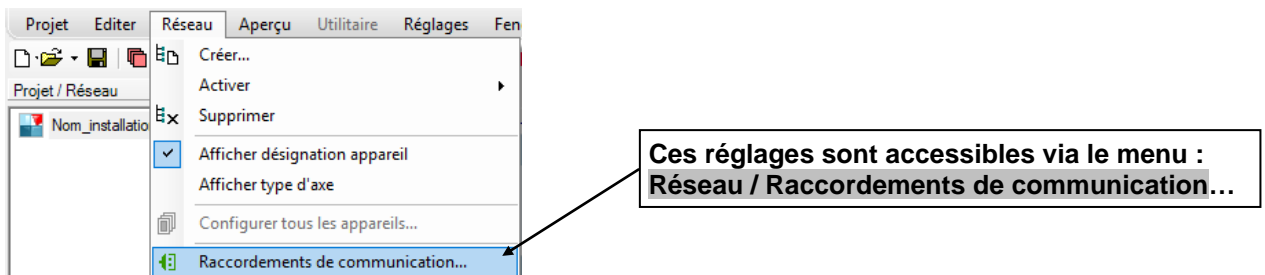 Projet Editer Réseau Aperçu Utilitaire Réglages Fen
Créer...
Projet / Réseau
Activer
Nom_installatio
Supprimer
Afficher désignation appareil
Afficher type d'axe
Configurer tous les appareils...
Raccordements de communication...
Ces réglages sont accessibles via le menu :
Réseau / Raccordements de communication…